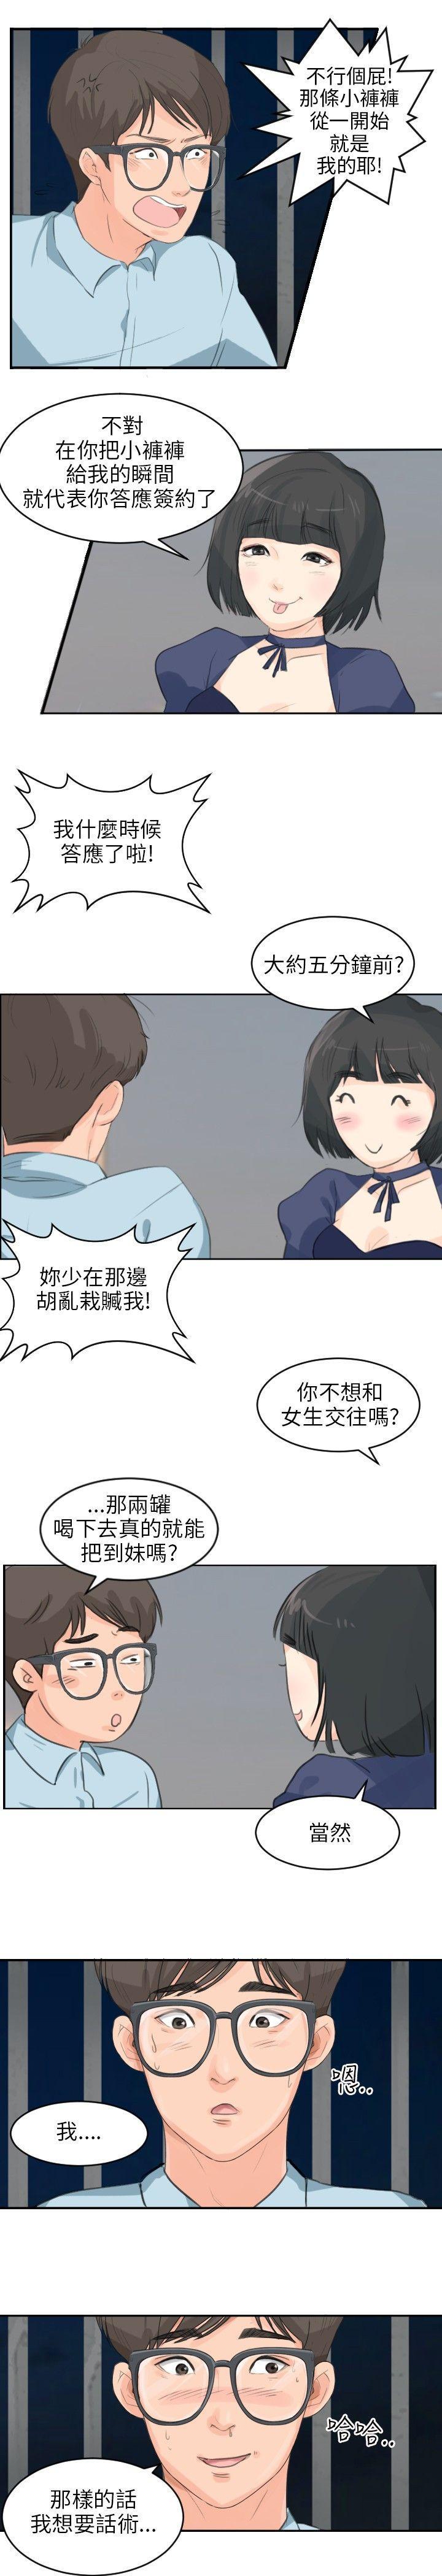 不行個屁!
那條小褲褲
從一開始
就是
我的耶!
不對
在你把小褲褲
給我的瞬間
就代表你答應簽約了
我什麼時候
答應了啦!
大約五分鐘前?
妳少在那邊
胡亂栽贓我!
你不想和
女生交往嗎?
...那兩罐
喝下去真的就能
把到妹嗎?
當然
嗯..
我....
哈哈..
那樣的話
我想要話術...